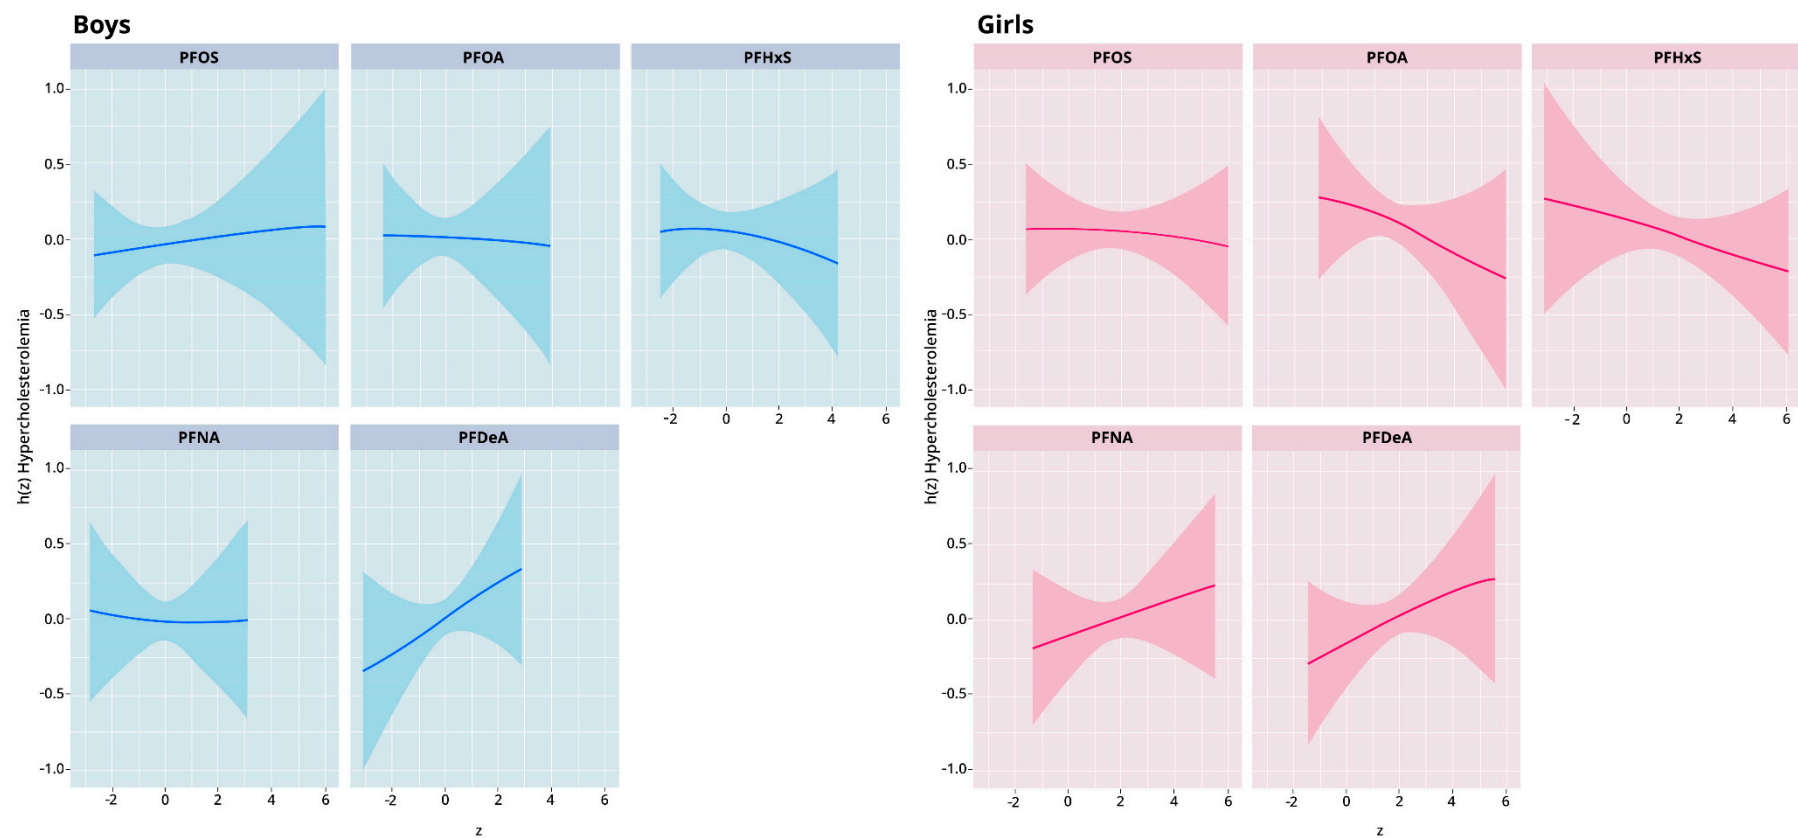 Boys
PFOS PFOA PFHxS
1.0
0.5
0.0
-0.5
-1.0
-2 0 2 4 6
PFNA PFDeA
1.0
0.5
0.0
-0.5
-1.0
-2 0 2 4 6 -2 0 2 4 6
h(z) Hypercholesterolemia
z
Girls
PFOS PFOA PFHxS
1.0
0.5
0.0
-0.5
-1.0
-2 0 2 4 6
PFNA PFDeA
1.0
0.5
0.0
-0.5
-1.0
-2 0 2 4 6 -2 0 2 4 6
h(z) Hypercholesterolemia
z